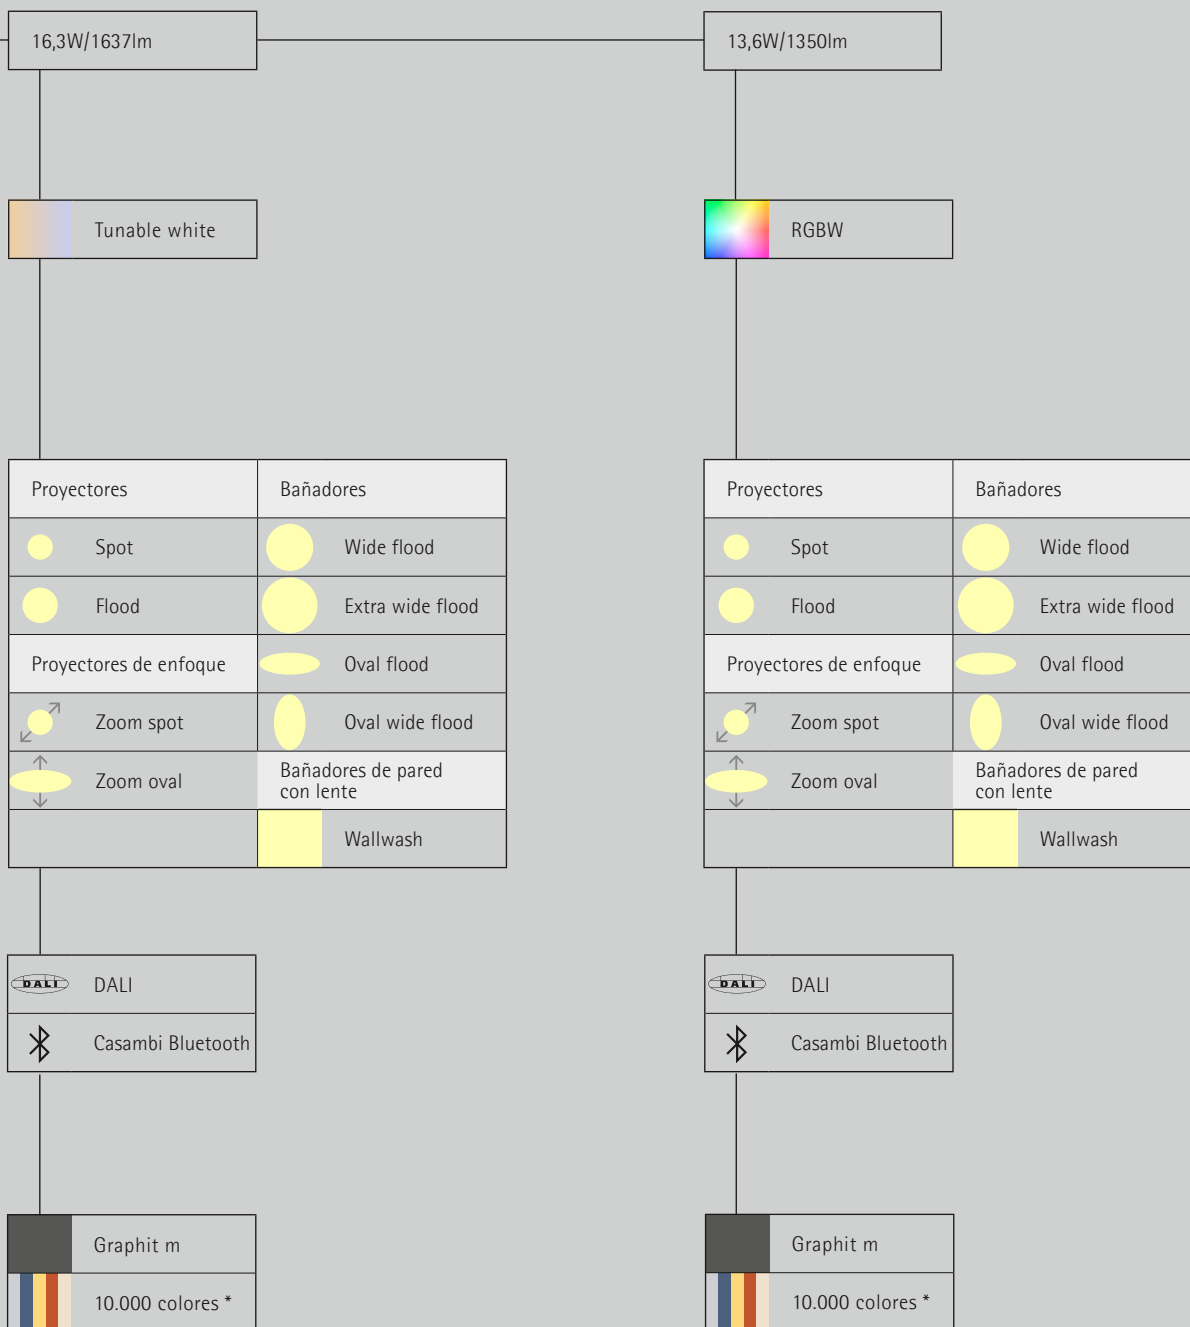 16,3W/1637lm
13,6W/1350lm
Tunable white
RGBW
Proyectores
Bañadores
Spot
Wide flood
Flood
Extra wide flood
Proyectores de enfoque
Oval flood
Zoom spot
Oval wide flood
Zoom oval
Bañadores de pared
con lente
Wallwash
Proyectores
Bañadores
Spot
Wide flood
Flood
Extra wide flood
Proyectores de enfoque
Oval flood
Zoom spot
Oval wide flood
Zoom oval
Bañadores de pared
con lente
Wallwash
DALI
DALI
Casambi Bluetooth
DALI
DALI
Casambi Bluetooth
Graphit m
10.000 colores *
Graphit m
10.000 colores *